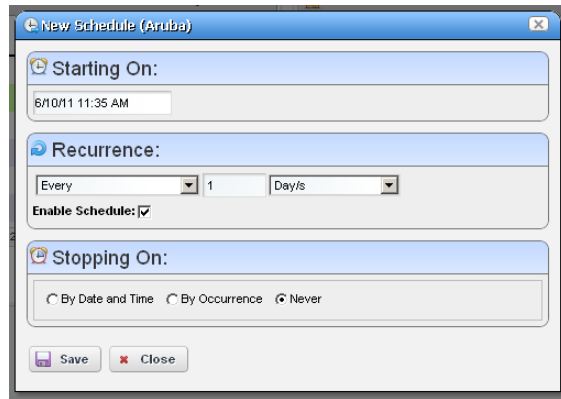 New Schedule (Aruba)
Starting On:
6/10/11 11:35 AM
Recurrence:
Every 1 Day/s
Enable Schedule:
2
Stopping On:
By Date and Time By Occurrence Never
Save Close